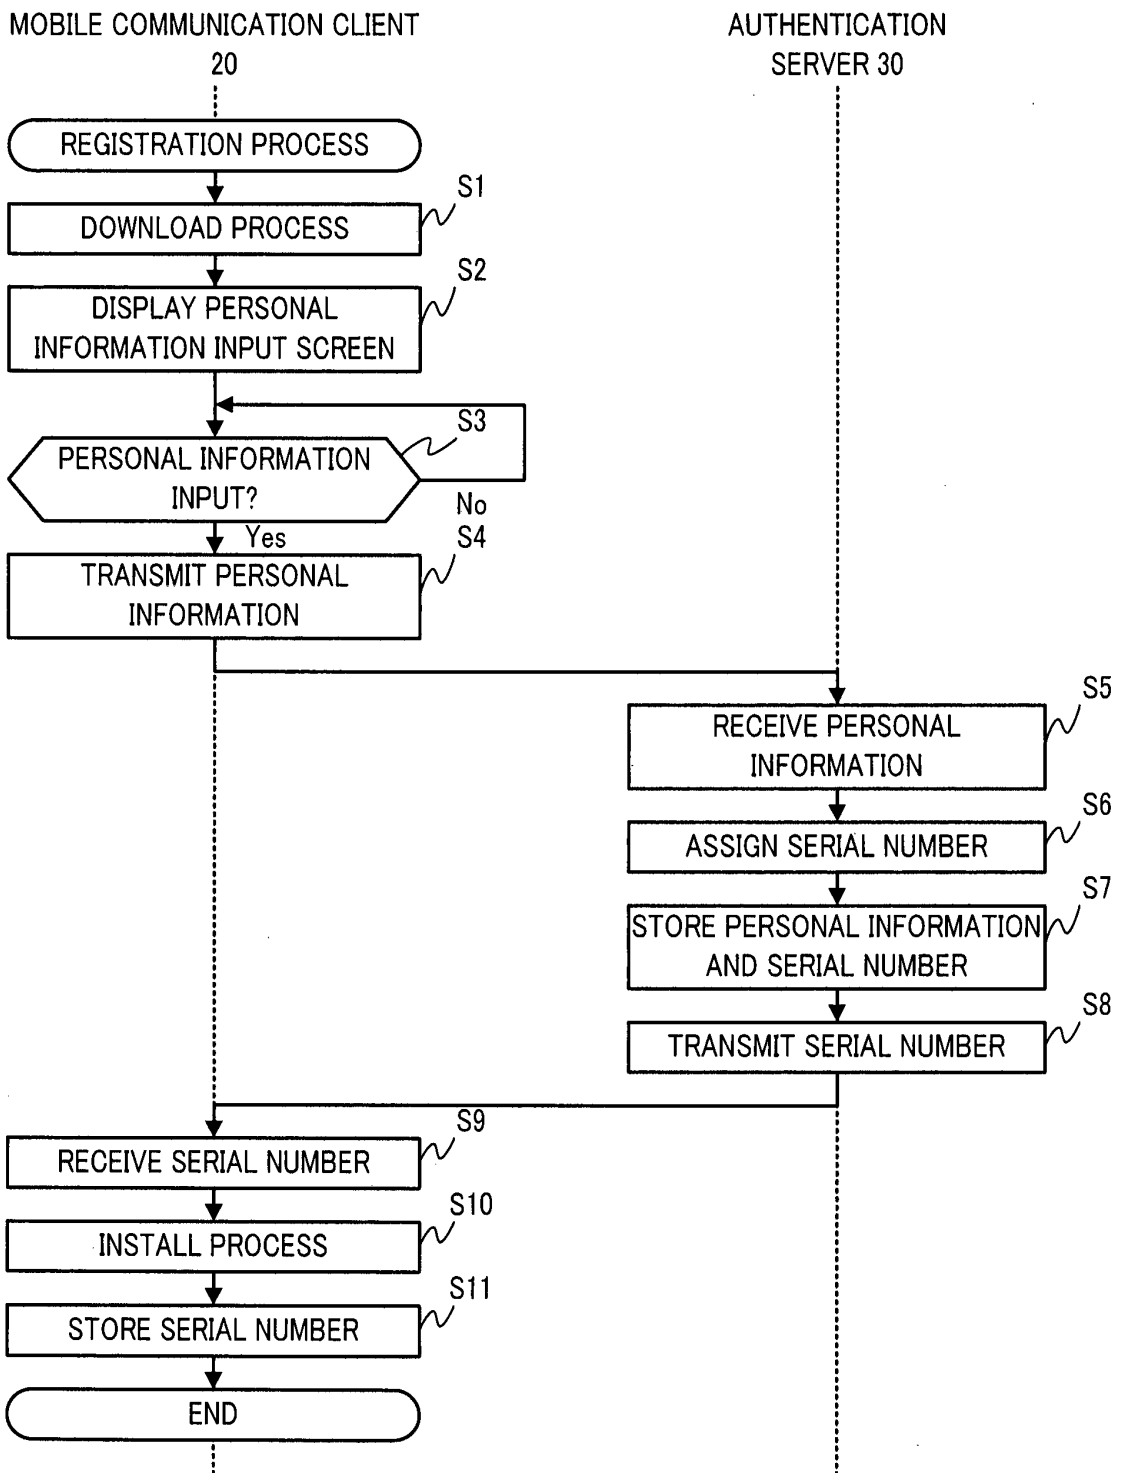 MOBILE COMMUNICATION CLIENT
20
AUTHENTICATION
SERVER 30
REGISTRATION PROCESS
S1
DOWNLOAD PROCESS
S2
DISPLAY PERSONAL
INFORMATION INPUT SCREEN
S3
PERSONAL INFORMATION
INPUT?
No
Yes
S4
TRANSMIT PERSONAL
INFORMATION
S5
RECEIVE PERSONAL
INFORMATION
S6
ASSIGN SERIAL NUMBER
S7
STORE PERSONAL INFORMATION
AND SERIAL NUMBER
S8
TRANSMIT SERIAL NUMBER
S9
RECEIVE SERIAL NUMBER
S10
INSTALL PROCESS
S11
STORE SERIAL NUMBER
END